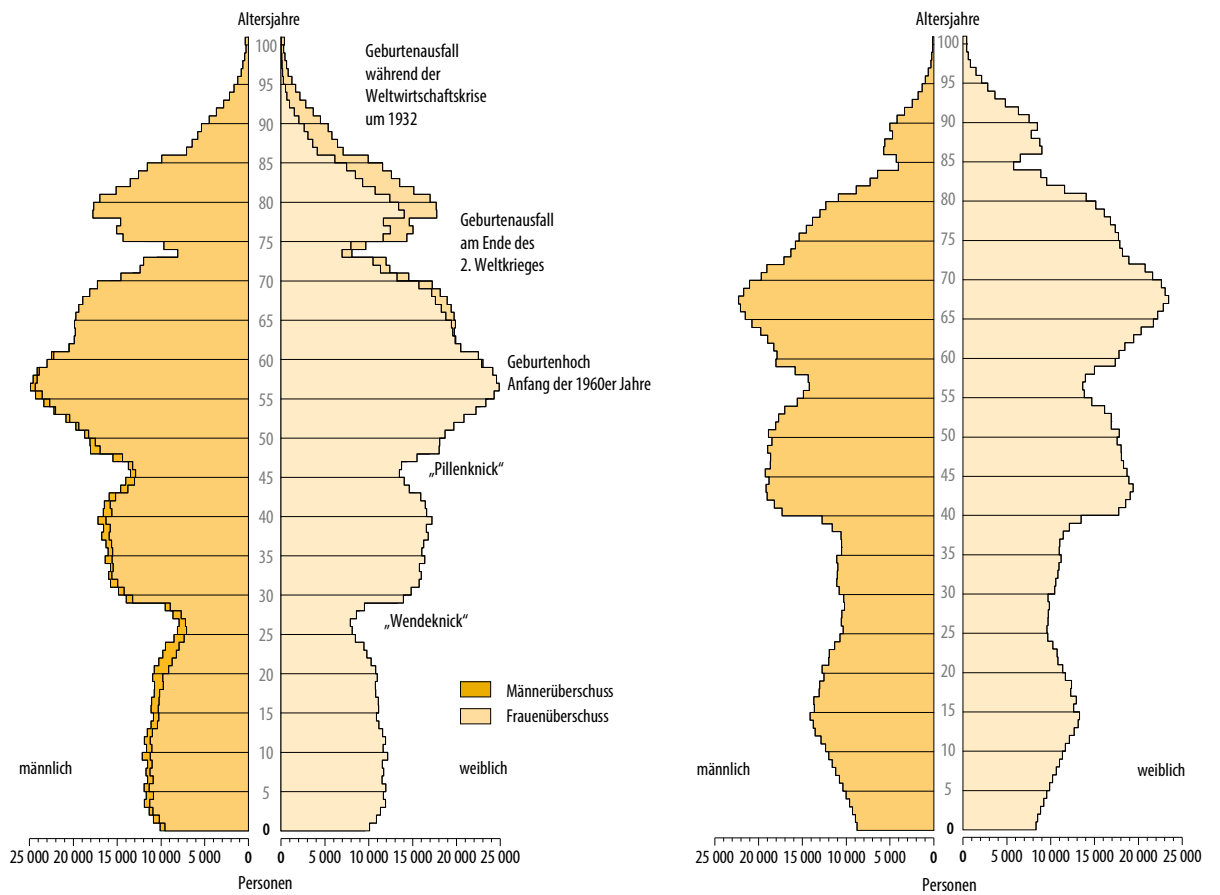 Altersjahre
100
95
90
85
80
75
70
65
60
55
50
45
40
35
30
25
20
15
10
5
0
Geburtenausfall
während der
Weltwirtschaftskrise
um 1932
Geburtenausfall
am Ende des
2. Weltkrieges
Geburtenhoch
Anfang der 1960er Jahre
„Pillenknick“
„Wendeknick“
Männerüberschuss
Frauenüberschuss
männlich
weiblich
25 000 20 000 15 000 10 000 5 000 0
0 5 000 10 000 15 000 20 000 25 000
Personen
Altersjahre
100
95
90
85
80
75
70
65
60
55
50
45
40
35
30
25
20
15
10
5
0
männlich
weiblich
25 000 20 000 15 000 10 000 5 000 0
0 5 000 10 000 15 000 20 000 25 000
Personen